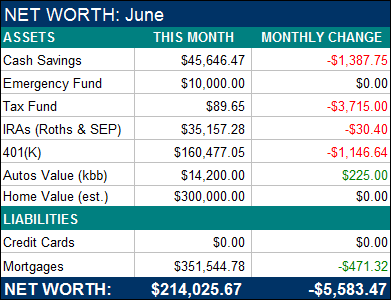 NET WORTH: June
ASSETS THIS MONTH MONTHLY CHANGE
Cash Savings $45,646.47 -$1,387.75
Emergency Fund $10,000.00 $0.00
Tax Fund $89.65 -$3,715.00
IRAs (Roths & SEP) $35,157.28 -$30.40
401(K) $160,477.05 -$1,146.64
Autos Value (kbb) $14,200.00 $225.00
Home Value (est.) $300,000.00 $0.00
LIABILITIES
Credit Cards $0.00 $0.00
Mortgages $351,544.78 -$471.32
NET WORTH: $214,025.67 -$5,583.47